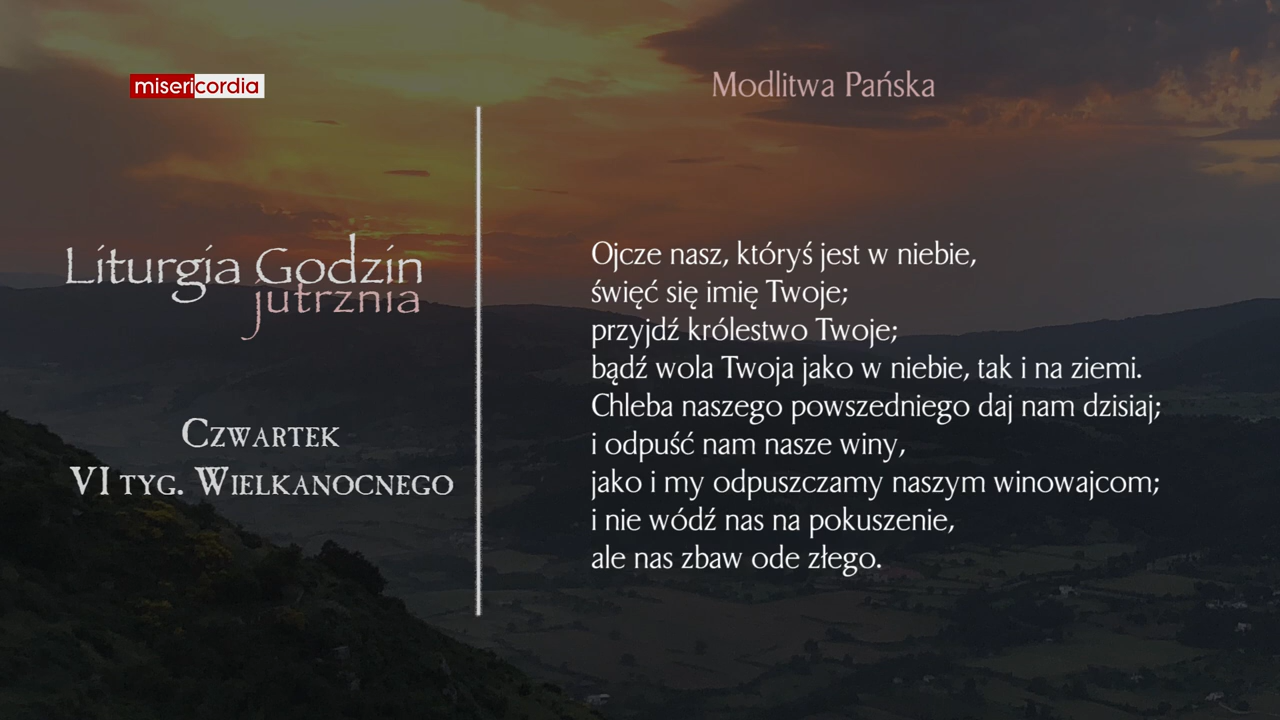 misericordia
Liturgia Godzin
jutrznia
Czwartek
VI tyg. Wielkanocnego
Modlitwa Pańska
Ojcze nasz, któryś jest w niebie,
święć się imię Twoje;
przyjdź królestwo Twoje;
bądź wola Twoja jako w niebie, tak i na ziemi.
Chleba naszego powszedniego daj nam dzisiaj;
i odpuść nam nasze winy,
jako i my odpuszczamy naszym winowajcom;
i nie wódź nas na pokuszenie,
ale nas zbaw ode złego.